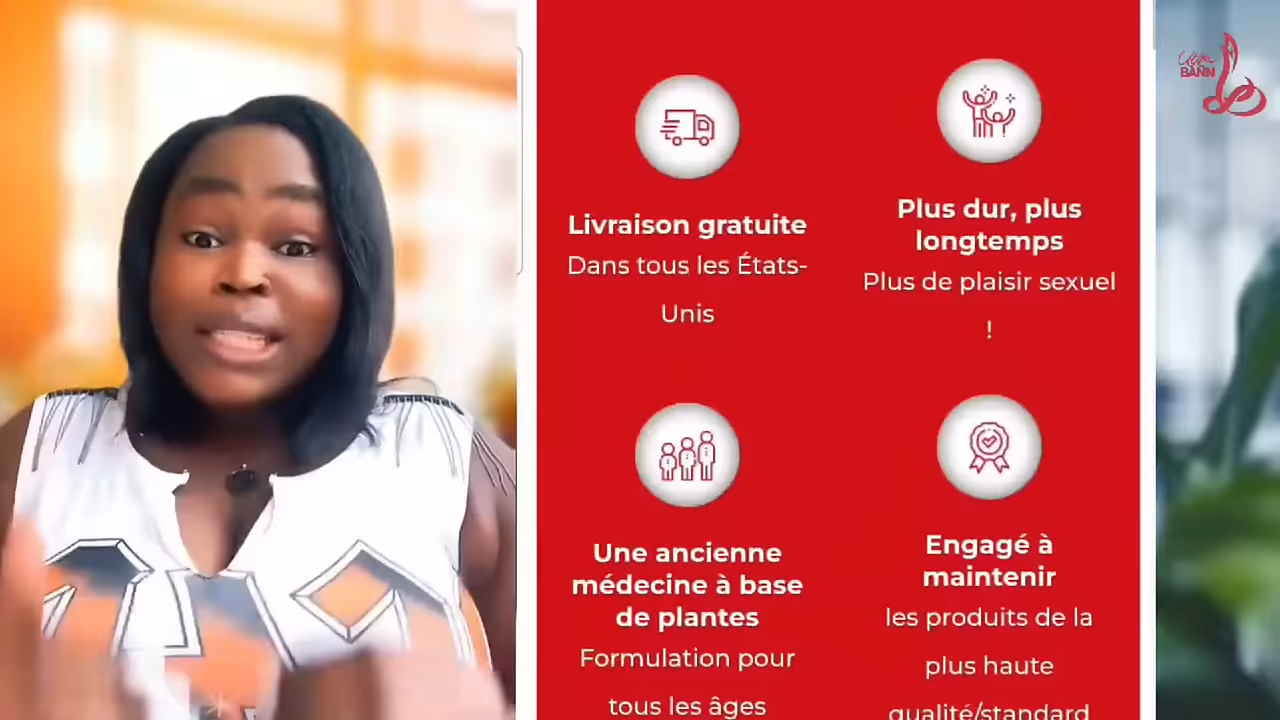 Livraison gratuite
Dans tous les États-
Unis
Plus dur, plus
longtemps
Plus de plaisir sexuel
!
Une ancienne
médecine à base
de plantes
Formulation pour
tous les âges
Engagé à
maintenir
les produits de la
plus haute
qualité/standard
BANN